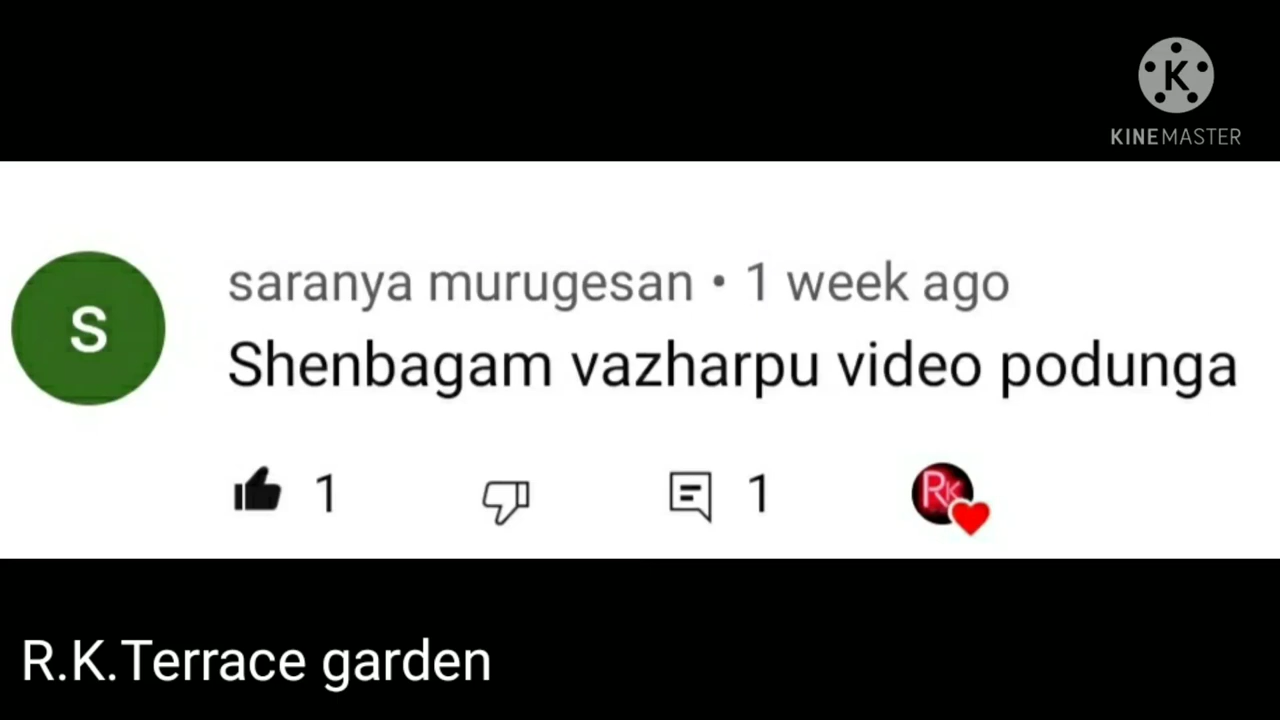 K
KINEMASTER
S
saranya murugesan • 1 week ago
Shenbagam vazharpu video podunga
1
1
RK
R.K.Terrace garden